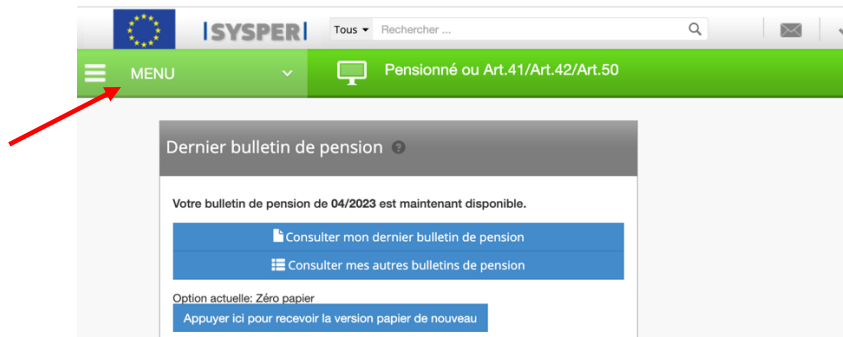 |SYSPER| Tous Rechercher ...
MENU Pensionné ou Art.41/Art.42/Art.50
Dernier bulletin de pension ?
Votre bulletin de pension de 04/2023 est maintenant disponible.
Consulter mon dernier bulletin de pension
Consulter mes autres bulletins de pension
Option actuelle: Zéro papier
Appuyer ici pour recevoir la version papier de nouveau